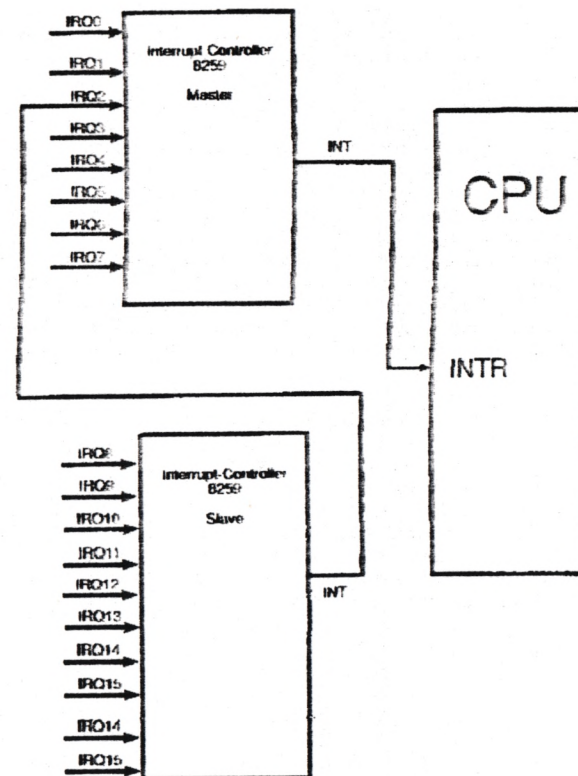 IRQ0
IRQ1
IRQ2
IRQ3
IRQ4
IRQ5
IRQ6
IRQ7
Interrupt Controller
8259
Master
INT
CPU
INTR
IRQ8
IRQ9
IRQ10
IRQ11
IRQ12
IRQ13
IRQ14
IRQ15
IRQ14
IRQ15
Interrupt-Controller
8259
Slave
INT